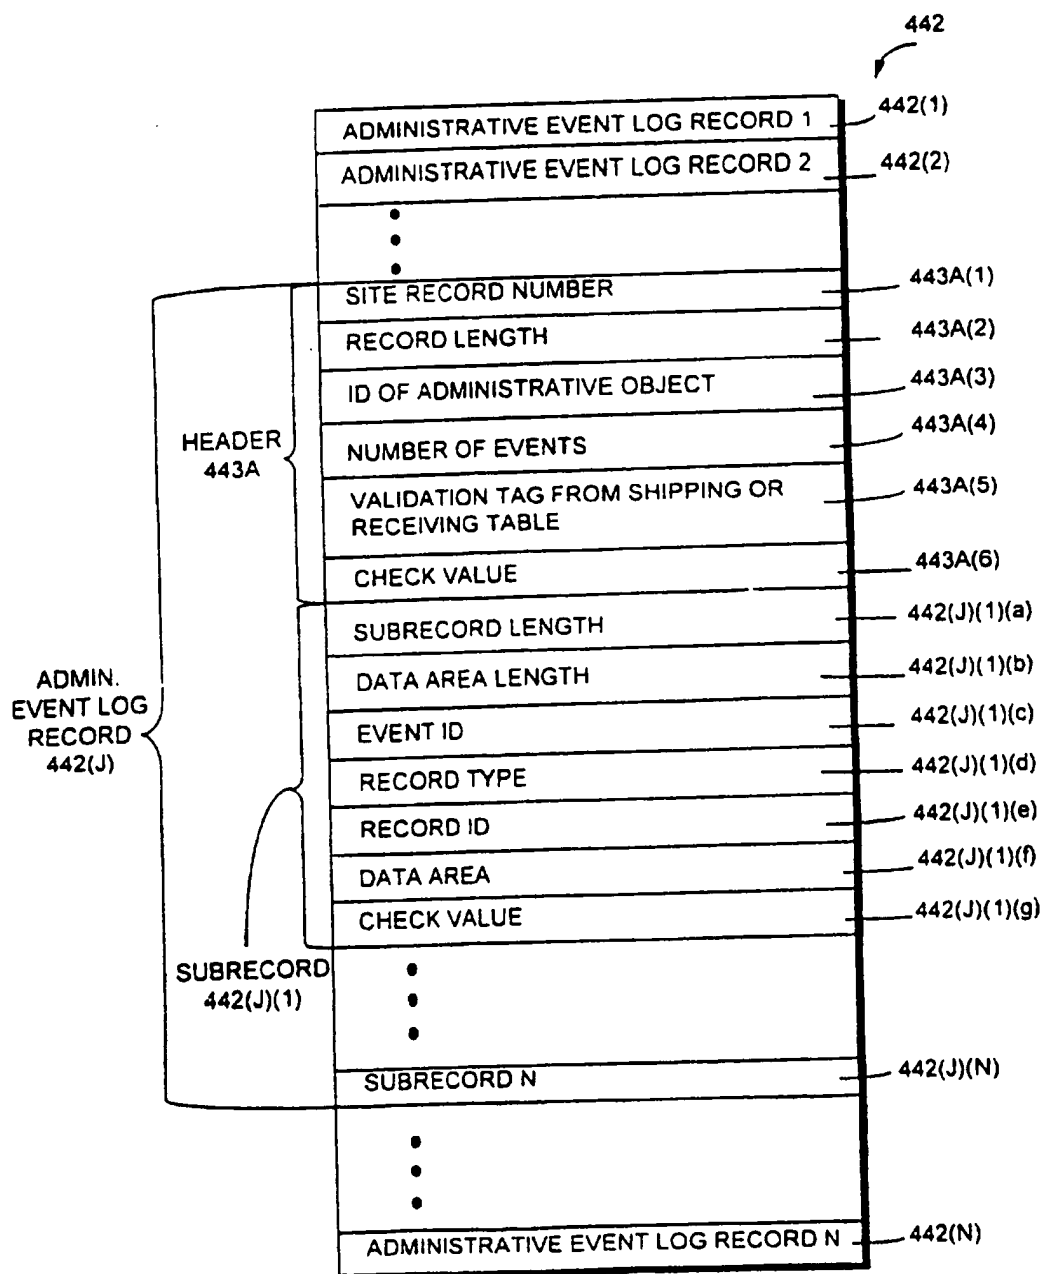 442
ADMINISTRATIVE EVENT LOG RECORD 1 442(1)
ADMINISTRATIVE EVENT LOG RECORD 2 442(2)
SITE RECORD NUMBER 443A(1)
RECORD LENGTH 443A(2)
ID OF ADMINISTRATIVE OBJECT 443A(3)
HEADER
443A
NUMBER OF EVENTS 443A(4)
VALIDATION TAG FROM SHIPPING OR
RECEIVING TABLE
443A(5)
CHECK VALUE 443A(6)
SUBRECORD LENGTH 442(J)(1)(a)
DATA AREA LENGTH 442(J)(1)(b)
ADMIN.
EVENT LOG
RECORD
442(J)
EVENT ID 442(J)(1)(c)
RECORD TYPE 442(J)(1)(d)
RECORD ID 442(J)(1)(e)
DATA AREA 442(J)(1)(f)
CHECK VALUE 442(J)(1)(g)
SUBRECORD
442(J)(1)
SUBRECORD N 442(J)(N)
ADMINISTRATIVE EVENT LOG RECORD N 442(N)